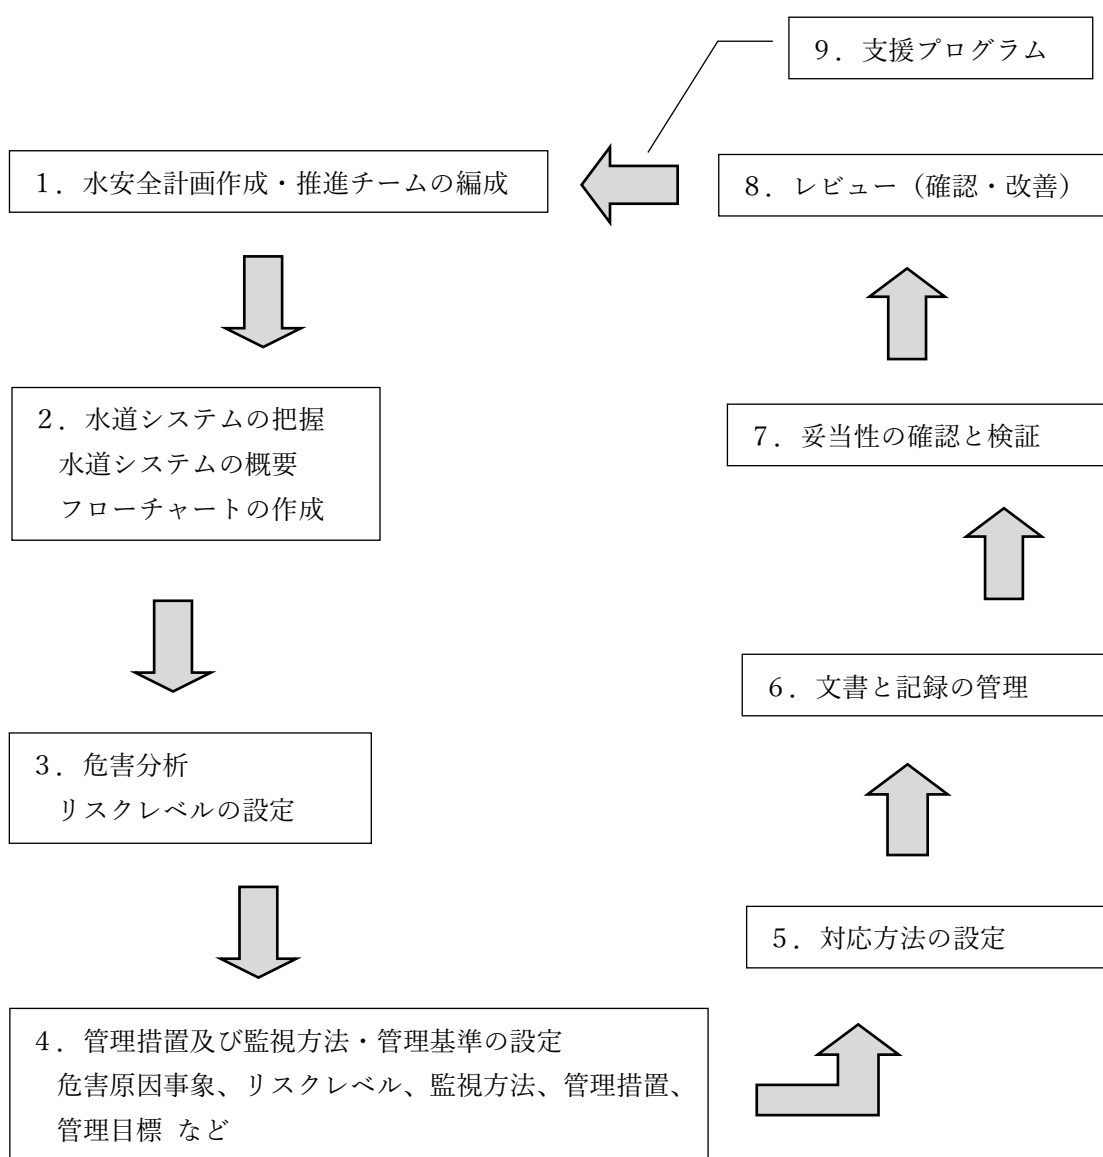 ９．支援プログラム
１．水安全計画作成・推進チームの編成
８．レビュー（確認・改善）
２．水道システムの把握
水道システムの概要
フローチャートの作成
７．妥当性の確認と検証
６．文書と記録の管理
３．危害分析
リスクレベルの設定
５．対応方法の設定
４．管理措置及び監視方法・管理基準の設定
危害原因事象、リスクレベル、監視方法、管理措置、
管理目標 など